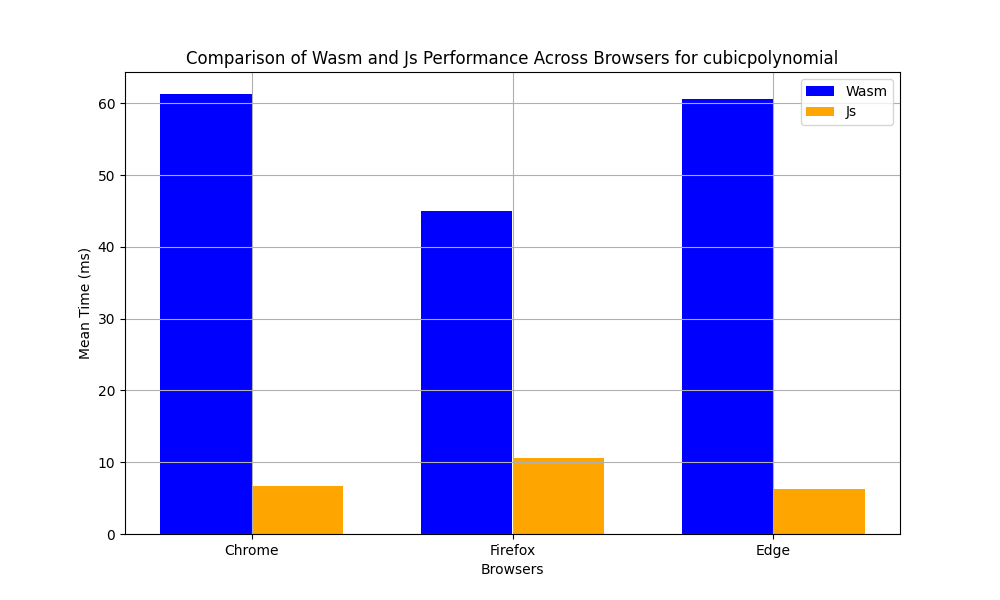 Comparison of Wasm and Js Performance Across Browsers for cubicpolynomial
Wasm
Js
60
50
40
30
20
10
0
Mean Time (ms)
Chrome
Firefox
Edge
Browsers